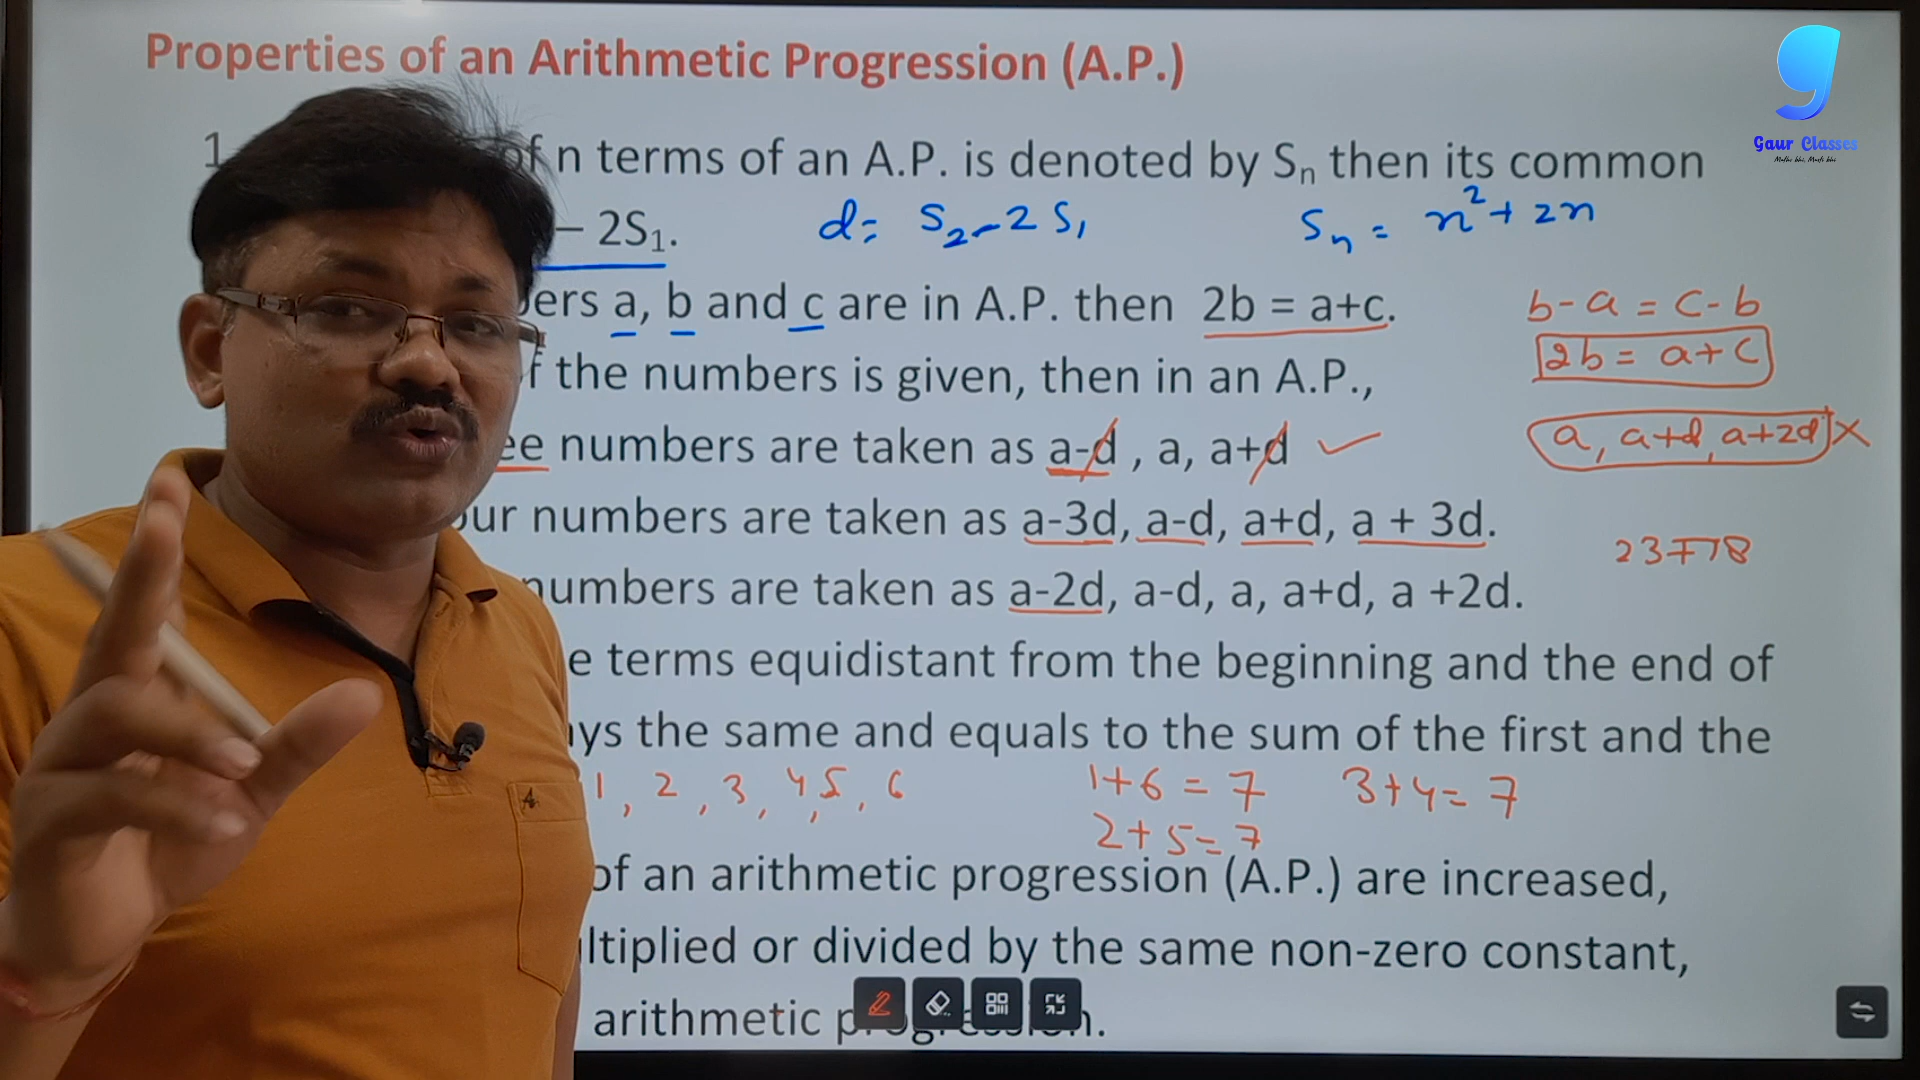 Properties of an Arithmetic Progression (A.P.)
g
Gaur Classes
1 of n terms of an A.P. is denoted by Sn then its common
– 2S1. d= S2-2S1 Sn = n²+2n
ers a, b and c are in A.P. then 2b = a+c. b-a = c-b
2b = a+c
f the numbers is given, then in an A.P.,
ee numbers are taken as a-d , a, a+d ✓ a, a+d, a+2d ×
our numbers are taken as a-3d, a-d, a+d, a + 3d.
numbers are taken as a-2d, a-d, a, a+d, a +2d.
e terms equidistant from the beginning and the end of
ys the same and equals to the sum of the first and the
1, 2, 3, 4, 5, 6 1+6 = 7 3+4= 7
2+5=7
of an arithmetic progression (A.P.) are increased,
ltiplied or divided by the same non-zero constant,
arithmetic progression.